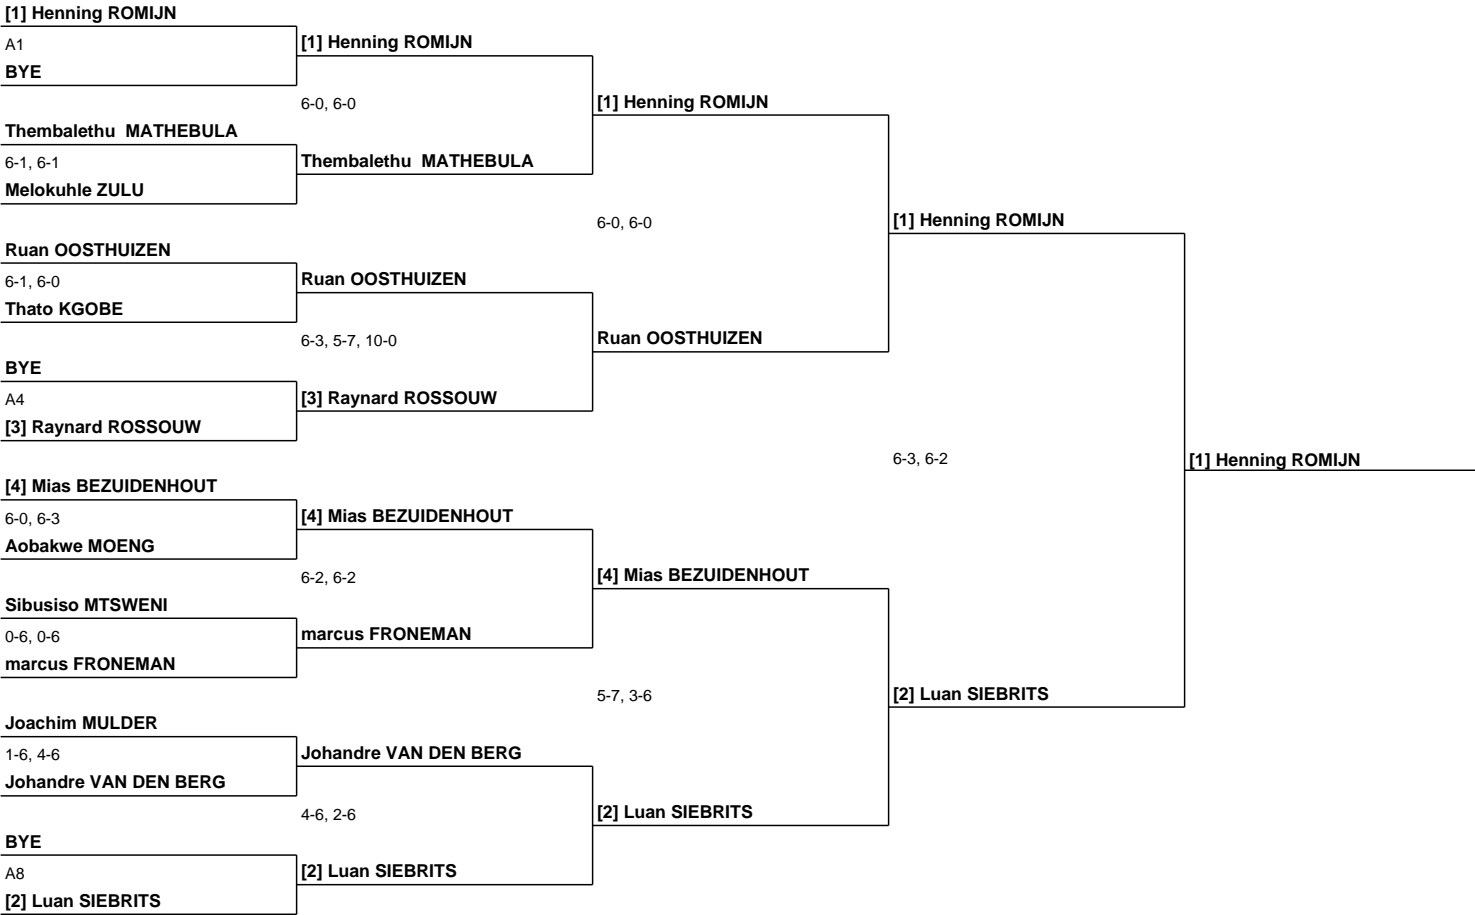 [1] Henning ROMIJN
A1
BYE
Thembalethu  MATHEBULA
6-1, 6-1
Melokuhle ZULU
Ruan OOSTHUIZEN
6-1, 6-0
Thato KGOBE
BYE
A4
[3] Raynard ROSSOUW
[4] Mias BEZUIDENHOUT
6-0, 6-3
Aobakwe MOENG
Sibusiso MTSWENI
0-6, 0-6
marcus FRONEMAN
Joachim MULDER
1-6, 4-6
Johandre VAN DEN BERG
BYE
A8
[2] Luan SIEBRITS
[1] Henning ROMIJN
6-0, 6-0
Thembalethu  MATHEBULA
Ruan OOSTHUIZEN
6-3, 5-7, 10-0
[3] Raynard ROSSOUW
[4] Mias BEZUIDENHOUT
6-2, 6-2
marcus FRONEMAN
Johandre VAN DEN BERG
4-6, 2-6
[2] Luan SIEBRITS
[1] Henning ROMIJN
6-0, 6-0
Ruan OOSTHUIZEN
[4] Mias BEZUIDENHOUT
5-7, 3-6
[2] Luan SIEBRITS
[1] Henning ROMIJN
6-3, 6-2
[2] Luan SIEBRITS
[1] Henning ROMIJN